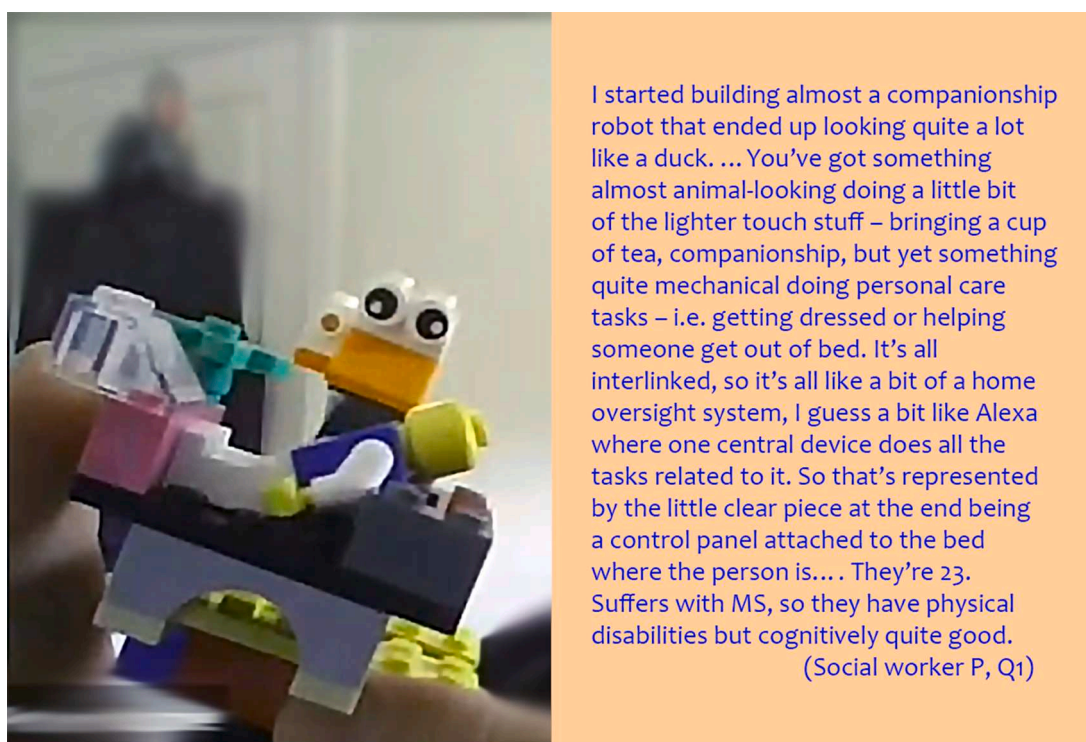 I started building almost a companionship
robot that ended up looking quite a lot
like a duck. … You’ve got something
almost animal-looking doing a little bit
of the lighter touch stuff – bringing a cup
of tea, companionship, but yet something
quite mechanical doing personal care
tasks – i.e. getting dressed or helping
someone get out of bed. It’s all
interlinked, so it’s all like a bit of a home
oversight system, I guess a bit like Alexa
where one central device does all the
tasks related to it. So that’s represented
by the little clear piece at the end being
a control panel attached to the bed
where the person is…. They’re 23.
Suffers with MS, so they have physical
disabilities but cognitively quite good.
(Social worker P, Q1)